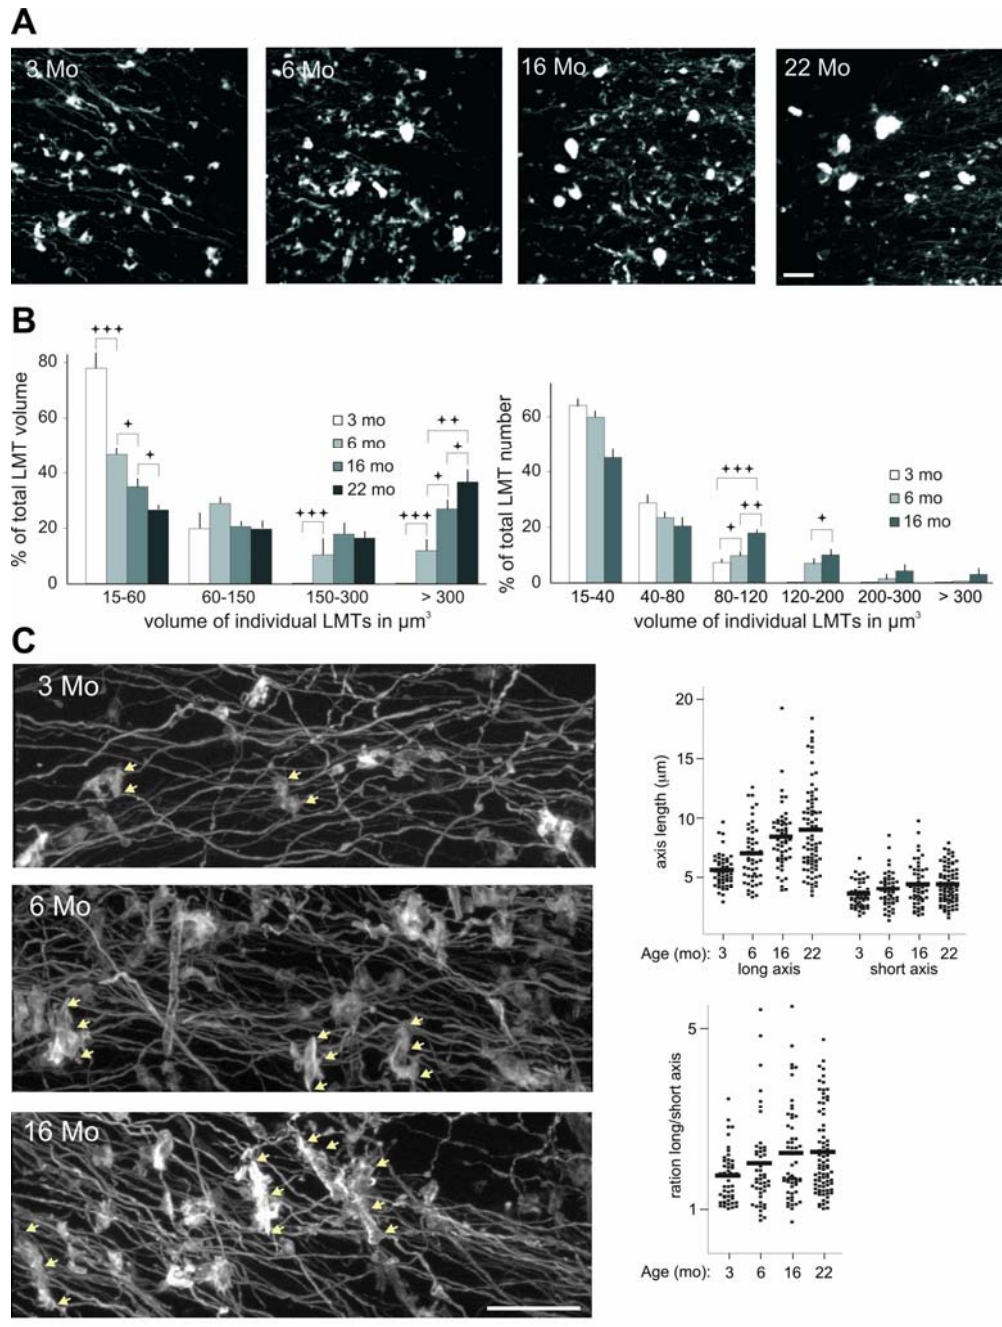 A
3 Mo
6 Mo
16 Mo
22 Mo
B
+++
+
+
+++
+++
++
+
+
% of total LMT volume
80
60
40
20
0
3 mo
6 mo
16 mo
22 mo
15-60
60-150
150-300
> 300
volume of individual LMTs in µm³
+++
+
++
+
% of total LMT number
60
40
20
0
3 mo
6 mo
16 mo
15-40
40-80
80-120
120-200
200-300
> 300
volume of individual LMTs in µm³
C
3 Mo
6 Mo
16 Mo
axis length (µm)
20
15
10
5
Age (mo): 3 6 16 22 3 6 16 22
long axis short axis
ration long/short axis
5
1
Age (mo): 3 6 16 22